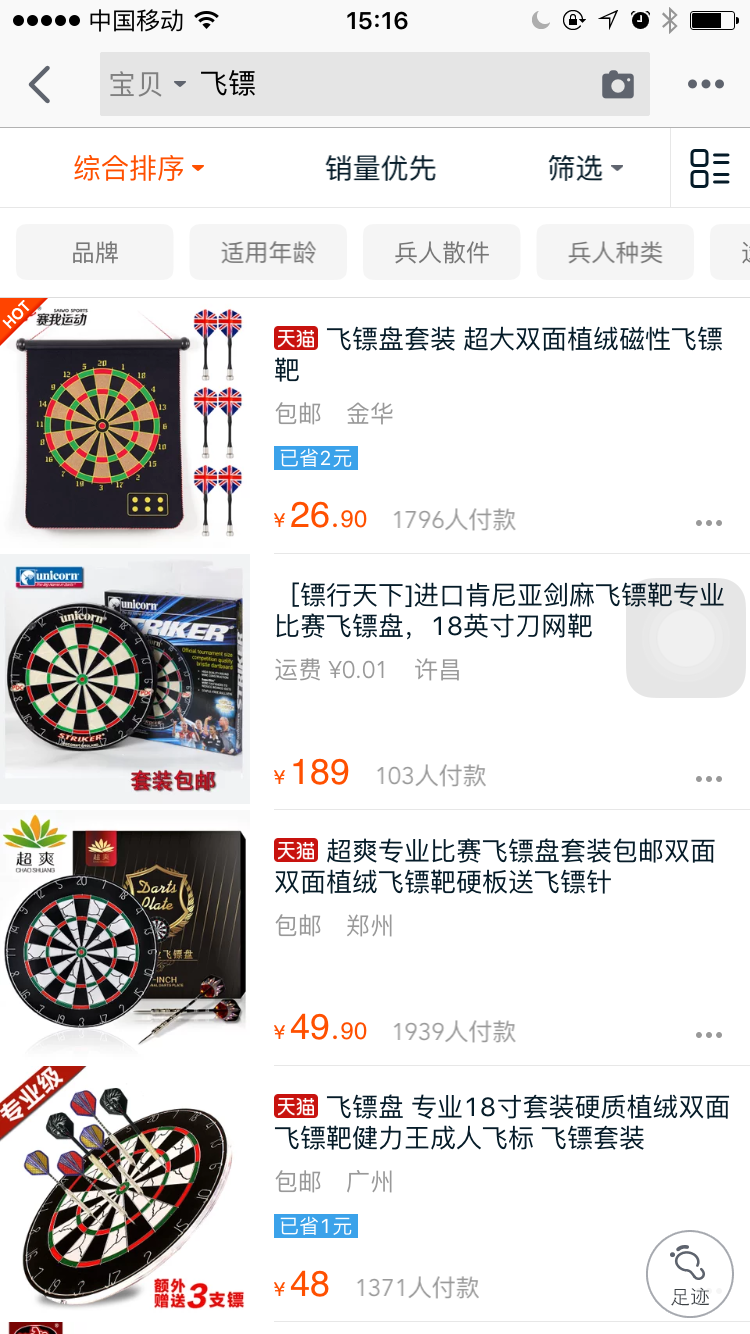 中国移动
15:16
宝贝 飞镖
综合排序 销量优先 筛选
品牌 适用年龄 兵人散件 兵人种类
HOT
赛我运动
SAIWO SPORTS
天猫 飞镖盘套装 超大双面植绒磁性飞镖
靶
包邮 金华
已省2元
¥26.90 1796人付款
unicorn
unicorn
unicorn
STRIKER
STRIKER
套装包邮
[镖行天下]进口肯尼亚剑麻飞镖靶专业
比赛飞镖盘，18英寸刀网靶
运费 ¥0.01 许昌
¥189 103人付款
超爽
CHAOSHUANG
超爽
Darts
Plate
飞镖盘
-INCH
天猫 超爽专业比赛飞镖盘套装包邮双面
双面植绒飞镖靶硬板送飞镖针
包邮 郑州
¥49.90 1939人付款
专业级
额外
赠送3支镖
天猫 飞镖盘 专业18寸套装硬质植绒双面
飞镖靶健力王成人飞标 飞镖套装
包邮 广州
已省1元
¥48 1371人付款
足迹